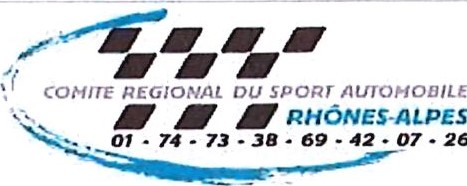 COMITE REGIONAL DU SPORT AUTOMOBILE
RHÔNES-ALPES
01 - 74 - 73 - 38 - 69 - 42 - 07 - 26